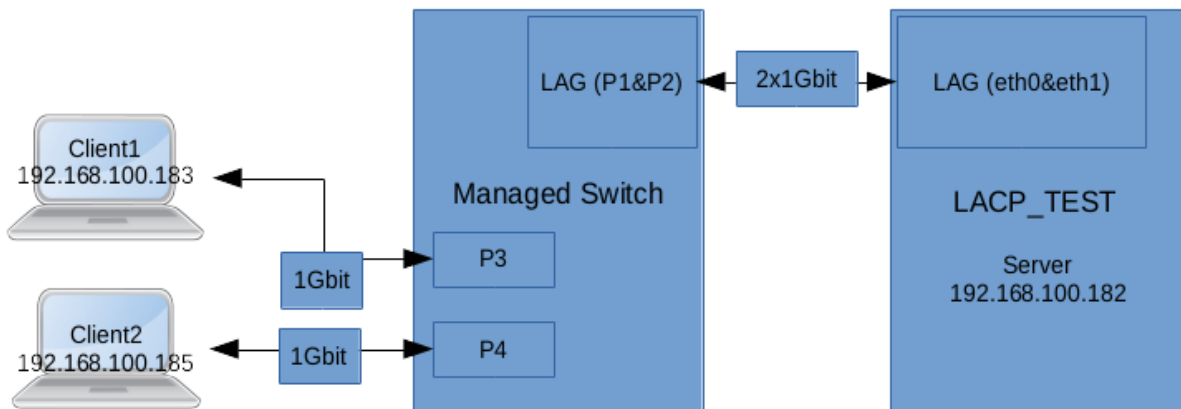 LAG (P1&P2)
2x1Gbit
LAG (eth0&eth1)
Client1
192.168.100.183
Managed Switch
LACP_TEST
P3
1Gbit
Server
192.168.100.182
Client2
192.168.100.185
1Gbit
P4